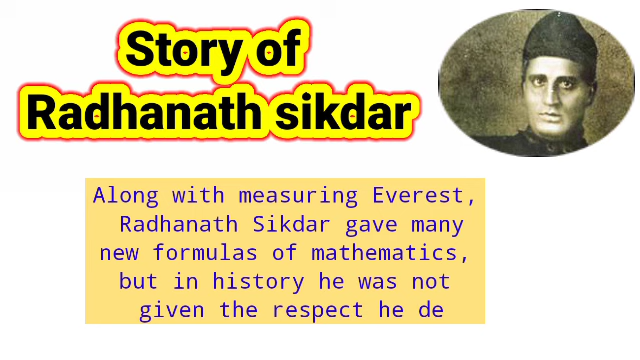 Story of
Radhanath sikdar
Along with measuring Everest,
Radhanath Sikdar gave many
new formulas of mathematics,
but in history he was not
given the respect he de